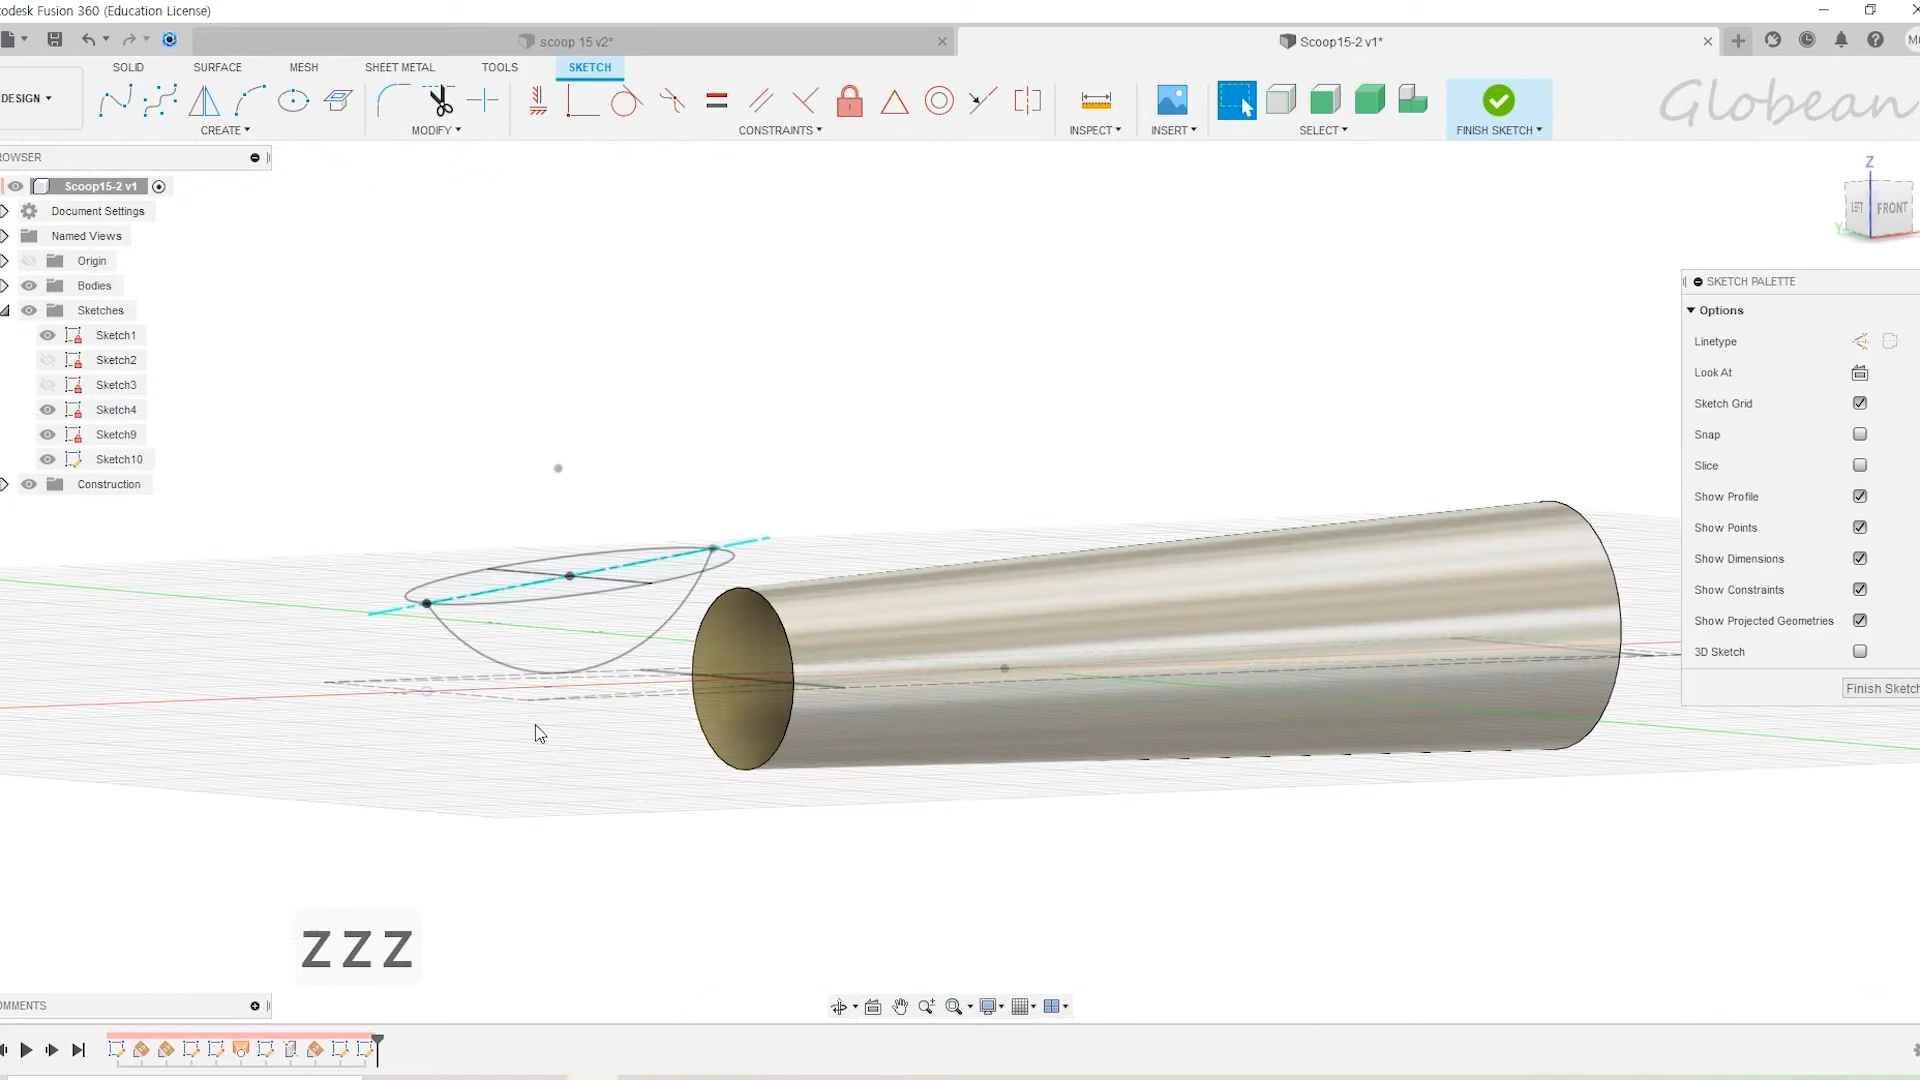 todesk Fusion 360 (Education License)
scoop 15 v2*
Scoop15-2 v1*
SOLID SURFACE MESH SHEET METAL TOOLS SKETCH
DESIGN
CREATE MODIFY CONSTRAINTS INSPECT INSERT SELECT FINISH SKETCH
Globean
ROWSER
Scoop15-2 v1
Document Settings
Named Views
Origin
Bodies
Sketches
Sketch1
Sketch2
Sketch3
Sketch4
Sketch9
Sketch10
Construction
Z
LEFT FRONT
Y
SKETCH PALETTE
Options
Linetype
Look At
Sketch Grid
Snap
Slice
Show Profile
Show Points
Show Dimensions
Show Constraints
Show Projected Geometries
3D Sketch
Finish Sketch
Z Z Z
OMMENTS